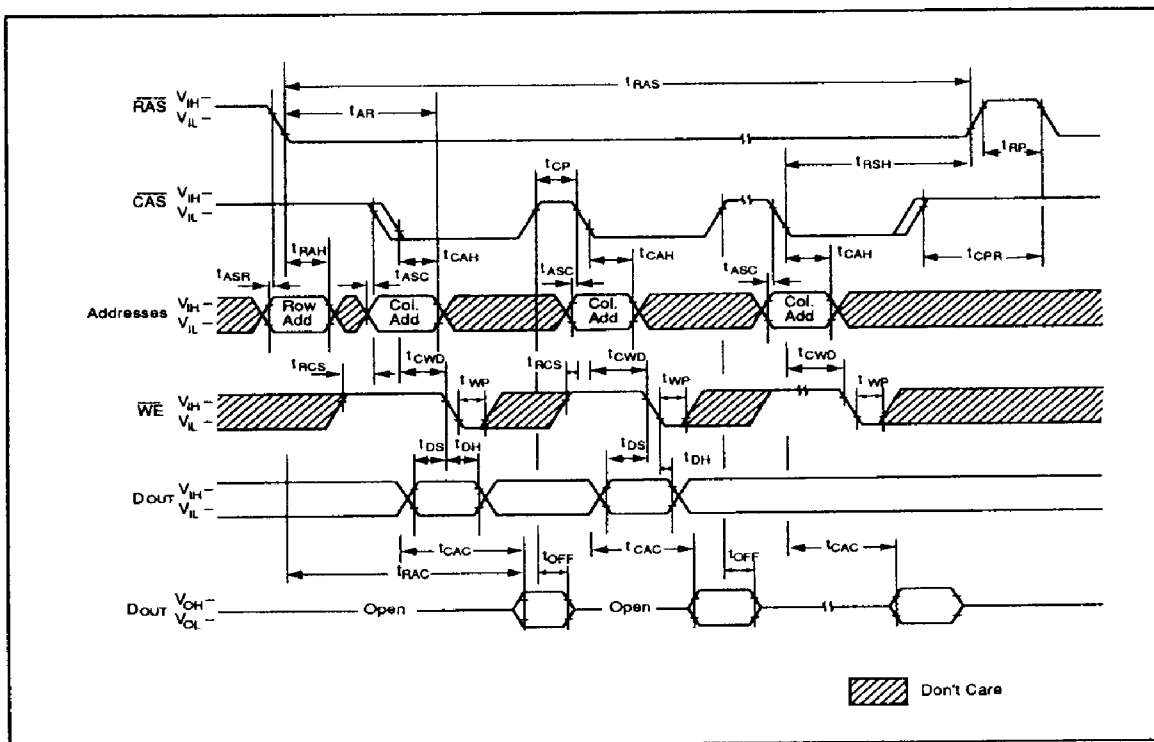 tRAS
RAS VIH
VIL
tAR
tRP
tRSH
tCP
CAS VIH
VIL
tRAH
tCAH
tCAH
tCAH
tCPR
tASR
tASC
tASC
tASC
Addresses VIH
VIL
Row Add
Col. Add
Col. Add
Col. Add
tRCS
tCWD
tRCS
tCWD
tCWD
tWP
tWP
tWP
WE VIH
VIL
tDS
tDH
tDS
tDH
DOUT VIH
VIL
tCAC
tOFF
tCAC
tOFF
tCAC
tRAC
DOUT VOH
VOL
Open
Open
Don't Care